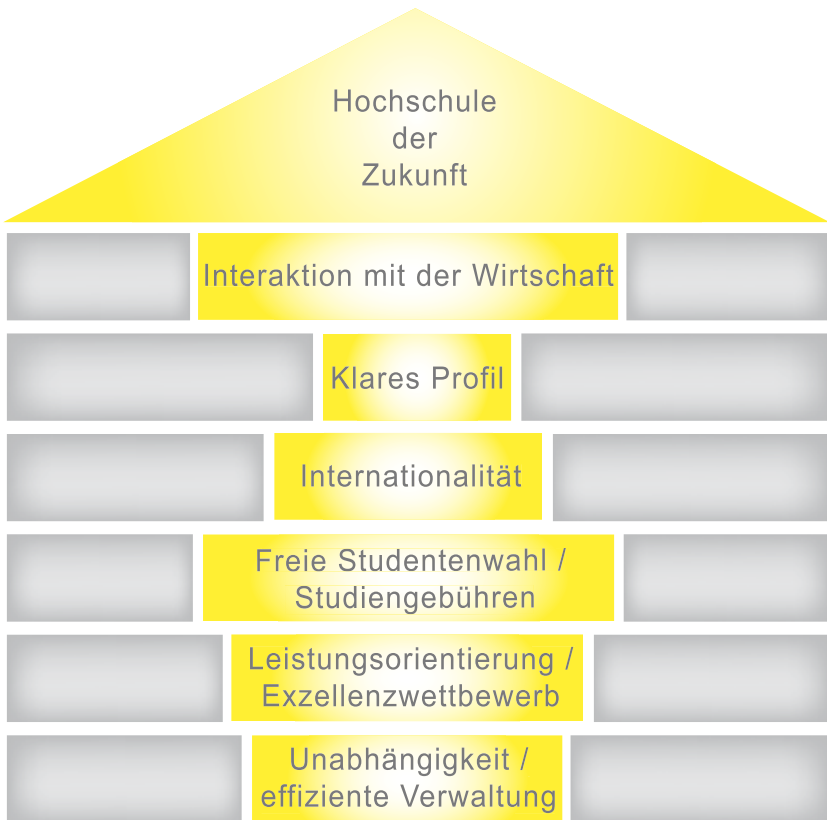 Hochschule
der
Zukunft
Interaktion mit der Wirtschaft
Klares Profil
Internationalität
Freie Studentenwahl /
Studiengebühren
Leistungsorientierung /
Exzellenzwettbewerb
Unabhängigkeit /
effiziente Verwaltung